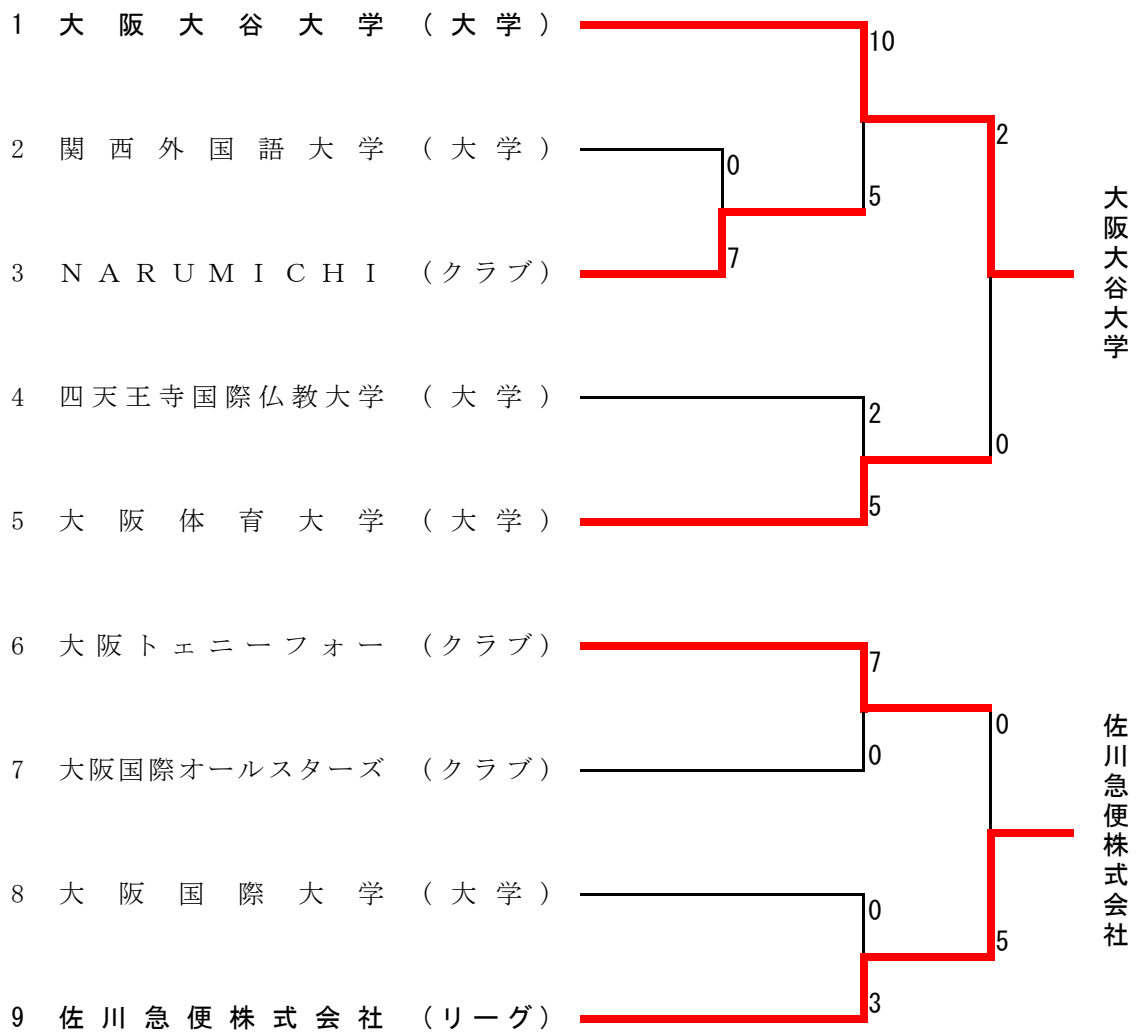 1 大阪大谷大学 (大学)
10
2 関西外国語大学 (大学)
0
2
5
3 NARUMICHI (クラブ)
7
大阪大谷大学
4 四天王寺国際仏教大学 (大学)
2
0
5 大阪体育大学 (大学)
5
6 大阪トェニーフォー (クラブ)
7
0
7 大阪国際オールスターズ (クラブ)
0
佐川急便株式会社
8 大阪国際大学 (大学)
0
5
9 佐川急便株式会社 (リーグ)
3